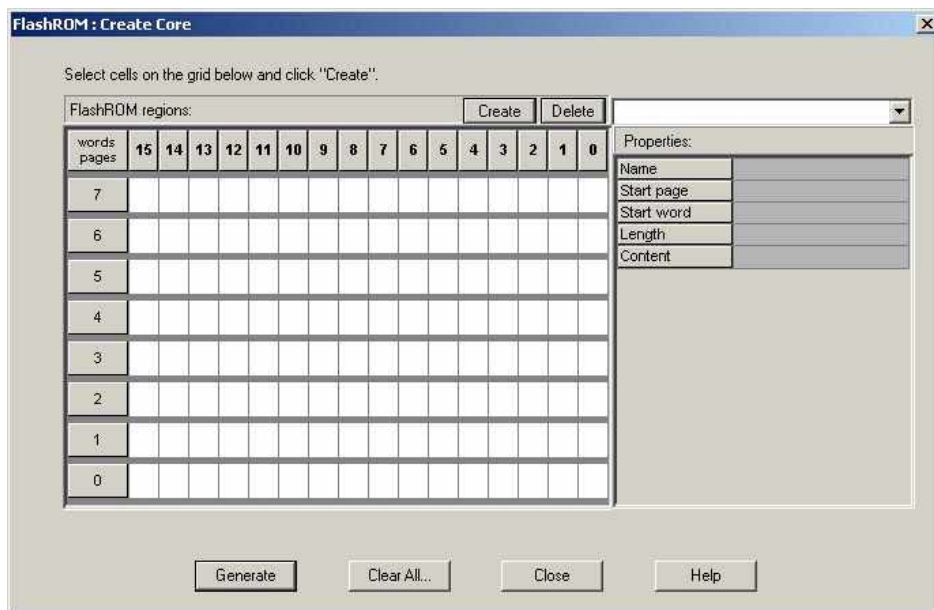 FlashROM : Create Core
Select cells on the grid below and click "Create".
FlashROM regions: Create Delete
words pages 15 14 13 12 11 10 9 8 7 6 5 4 3 2 1 0
7
6
5
4
3
2
1
0
Properties:
Name
Start page
Start word
Length
Content
Generate Clear All... Close Help